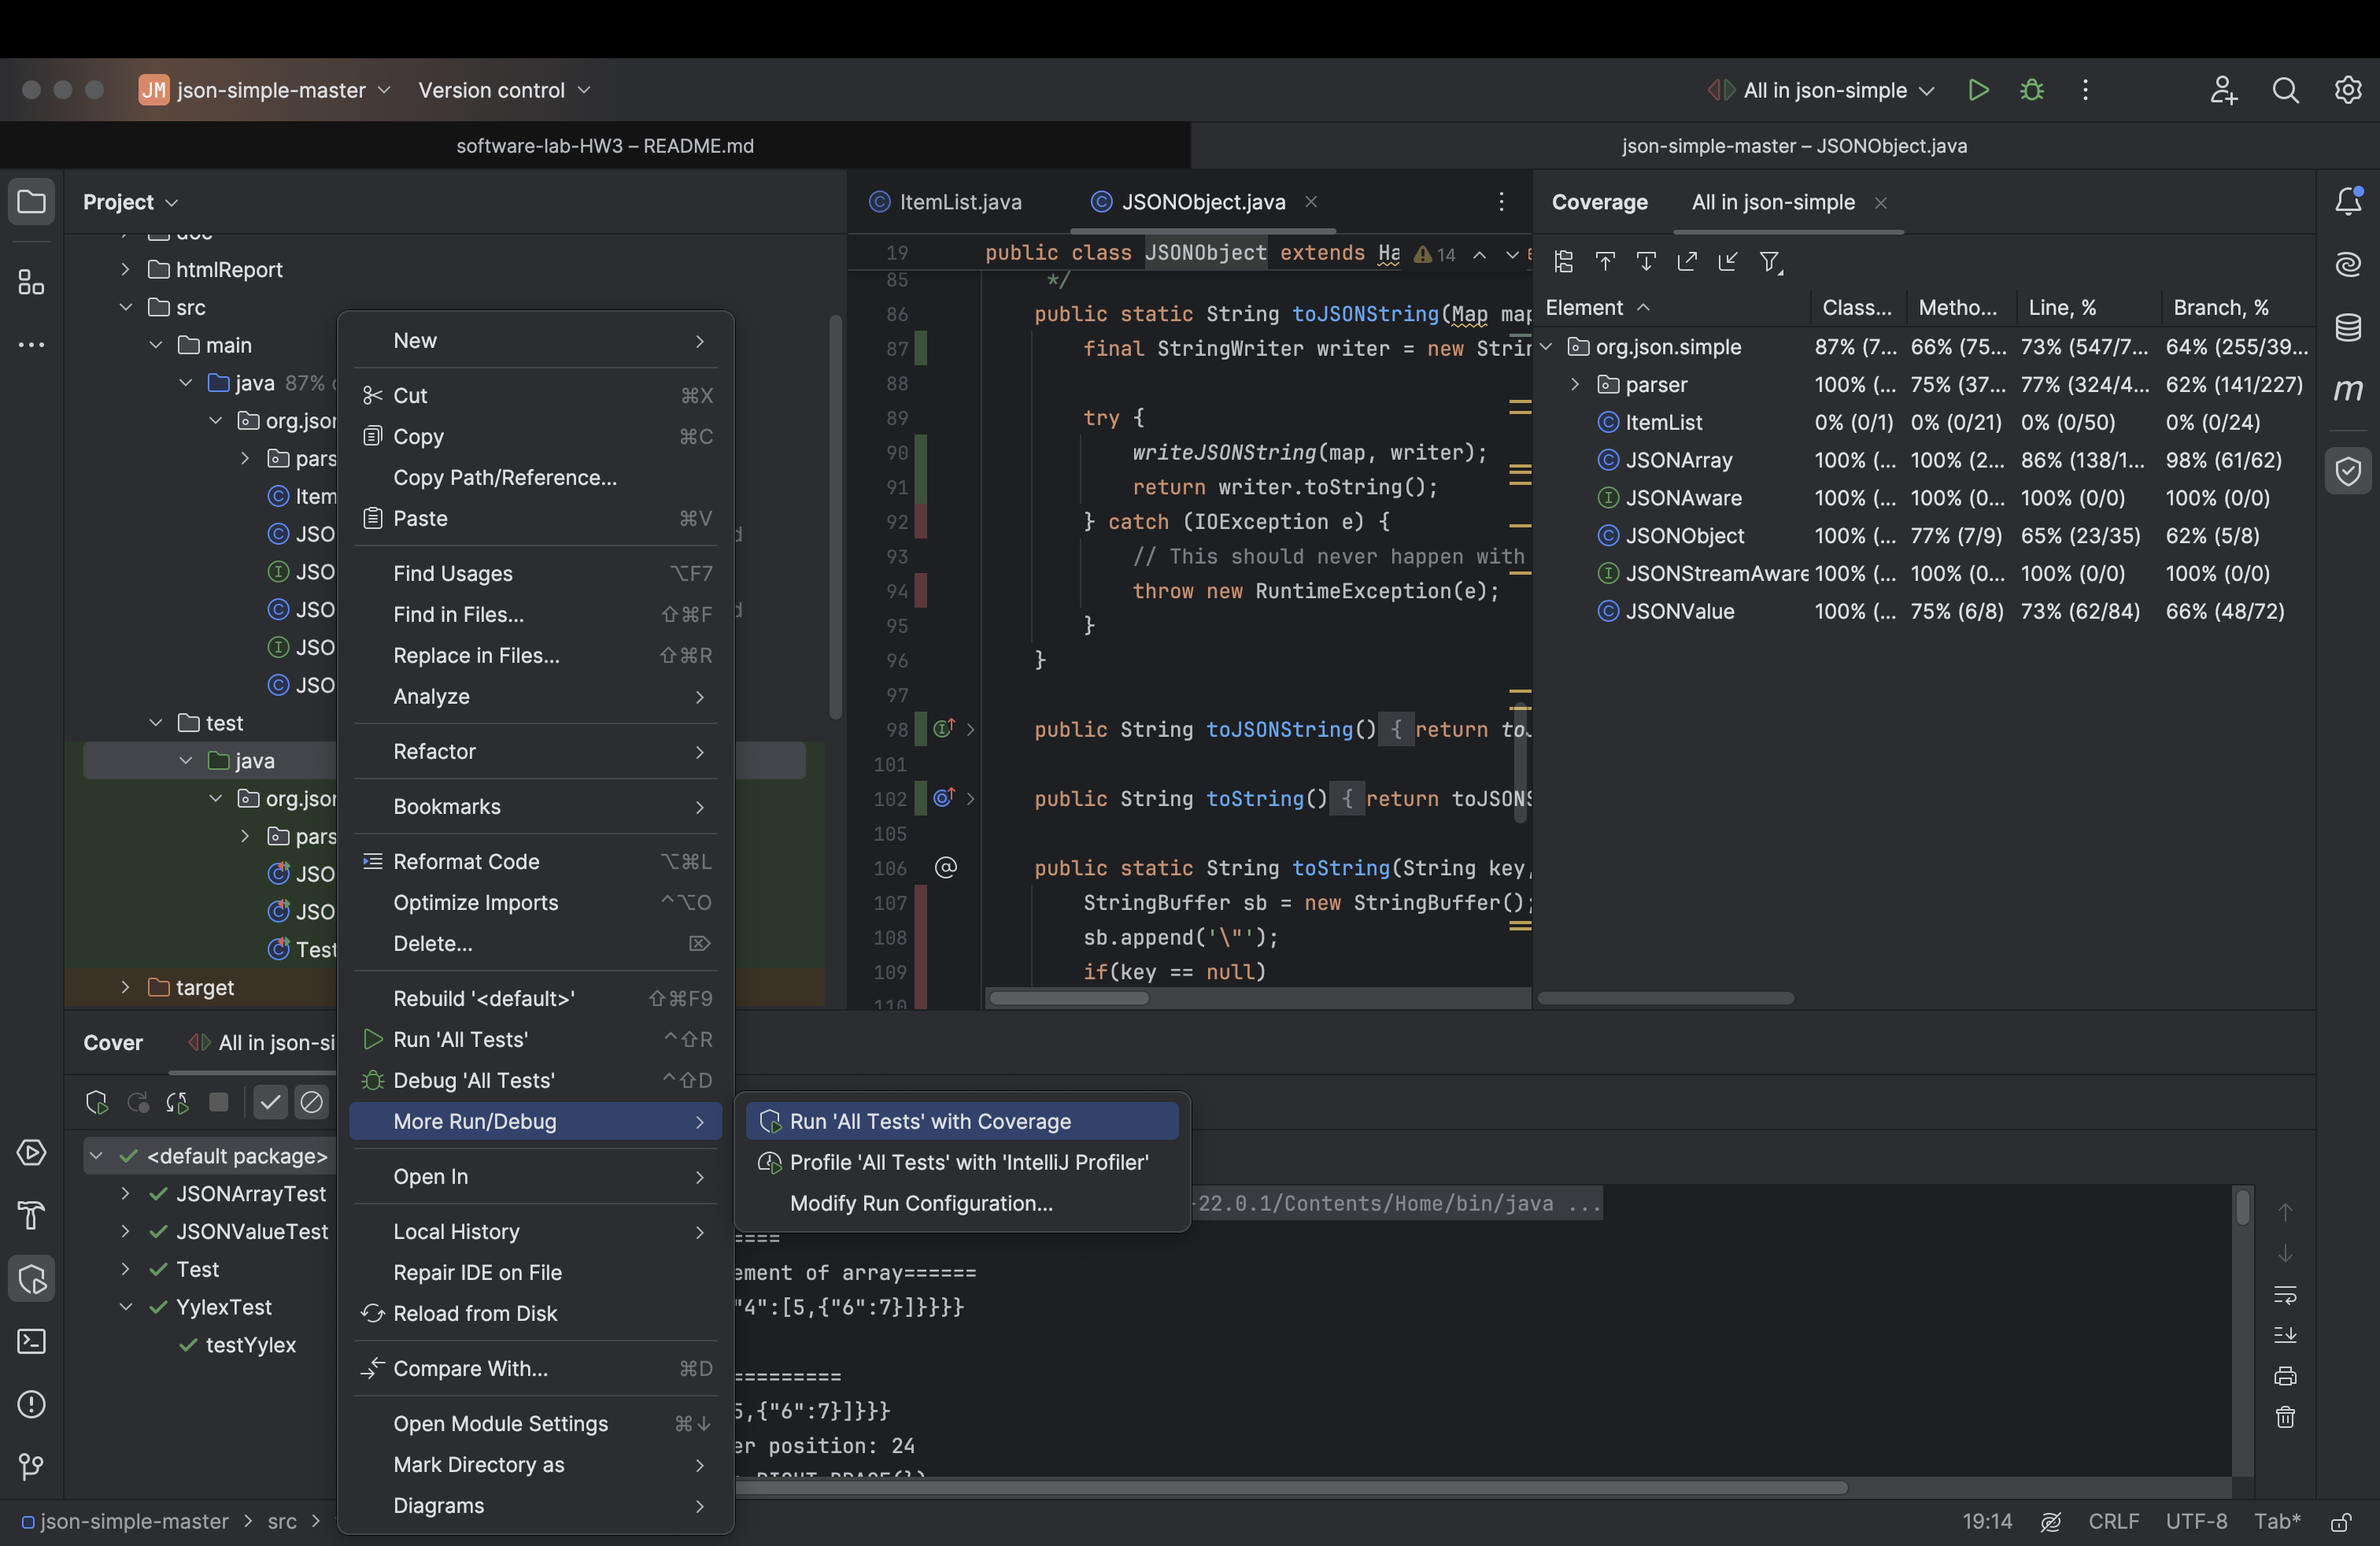 JM json-simple-master Version control All in json-simple
software-lab-HW3 – README.md
json-simple-master – JSONObject.java
Project
doc
htmlReport
src
main
java 87%
org.jsor
pars
Item
JSO
JSO
JSO
JSO
JSO
test
java
org.jsor
pars
JSO
JSO
Test
target
New
Cut ⌘X
Copy ⌘C
Copy Path/Reference...
Paste ⌘V
Find Usages ⌥F7
Find in Files... ⇧⌘F
Replace in Files... ⇧⌘R
Analyze
Refactor
Bookmarks
Reformat Code ⌥⌘L
Optimize Imports ⌃⌥O
Delete... ⌦
Rebuild '<default>' ⇧⌘F9
Run 'All Tests' ⌃⇧R
Debug 'All Tests' ⌃⇧D
More Run/Debug
Open In
Local History
Repair IDE on File
Reload from Disk
Compare With... ⌘D
Open Module Settings ⌘↓
Mark Directory as
Diagrams
Run 'All Tests' with Coverage
Profile 'All Tests' with 'IntelliJ Profiler'
Modify Run Configuration...
ItemList.java JSONObject.java
19 public class JSONObject extends Ha 14
85 */
86 public static String toJSONString(Map map
87 final StringWriter writer = new Strin
88
89 try {
90 writeJSONString(map, writer);
91 return writer.toString();
92 } catch (IOException e) {
93 // This should never happen with
94 throw new RuntimeException(e);
95 }
96 }
97
98 public String toJSONString() { return toJ
101
102 public String toString() { return toJSONS
105
106 @ public static String toString(String key,
107 StringBuffer sb = new StringBuffer();
108 sb.append('\"');
109 if(key == null)
110
Coverage All in json-simple
Element Class... Metho... Line, % Branch, %
org.json.simple 87% (7... 66% (75... 73% (547/7... 64% (255/39...
parser 100% (... 75% (37... 77% (324/4... 62% (141/227)
ItemList 0% (0/1) 0% (0/21) 0% (0/50) 0% (0/24)
JSONArray 100% (... 100% (2... 86% (138/1... 98% (61/62)
JSONAware 100% (... 100% (0... 100% (0/0) 100% (0/0)
JSONObject 100% (... 77% (7/9) 65% (23/35) 62% (5/8)
JSONStreamAware 100% (... 100% (0... 100% (0/0) 100% (0/0)
JSONValue 100% (... 75% (6/8) 73% (62/84) 66% (48/72)
m
Cover All in json-si
<default package>
JSONArrayTest
JSONValueTest
Test
YylexTest
testYylex
-22.0.1/Contents/Home/bin/java ...
====
ement of array======
"4":[5,{"6":7}]}}}}
=========
5,{"6":7}]}}}
er position: 24
RIGHT BRACE(})
json-simple-master > src >
19:14 CRLF UTF-8 Tab*